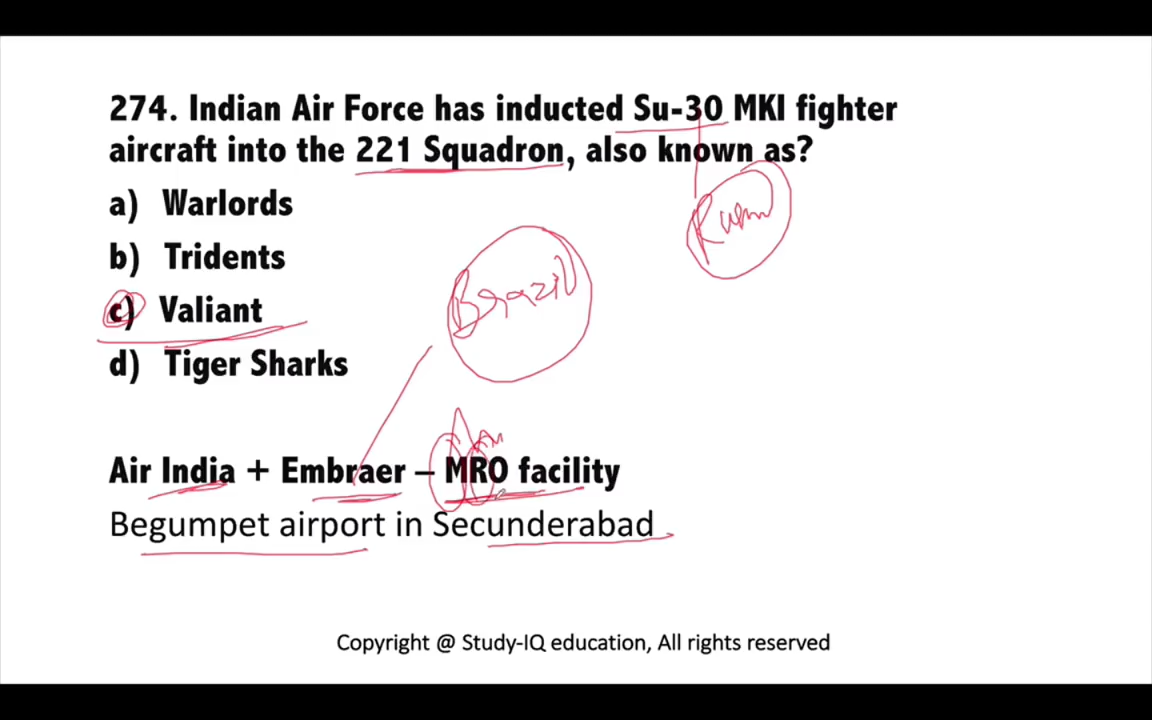 274. Indian Air Force has inducted Su-30 MKI fighter
aircraft into the 221 Squadron, also known as?
a) Warlords
b) Tridents
c) Valiant
d) Tiger Sharks
Brazil
Air India + Embraer – MRO facility
Begumpet airport in Secunderabad
Copyright @ Study-IQ education, All rights reserved